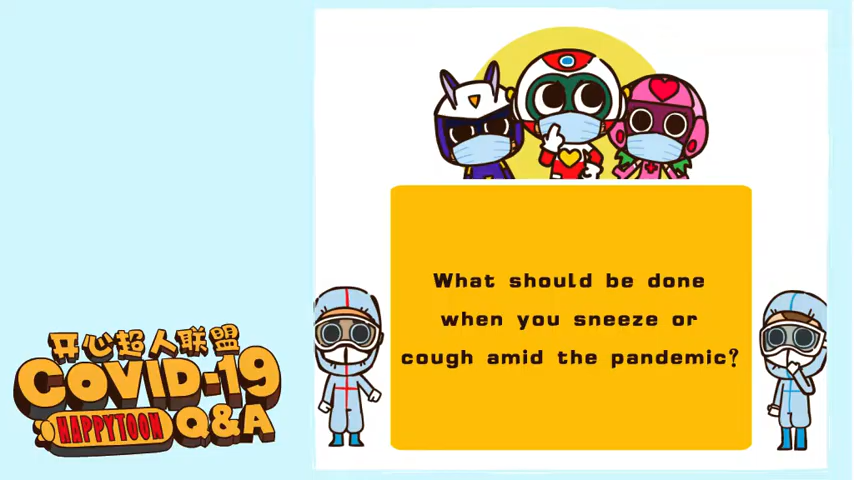 What should be done
when you sneeze or
cough amid the pandemic?
开心超人联盟
COVID-19
HAPPYTOON Q&A